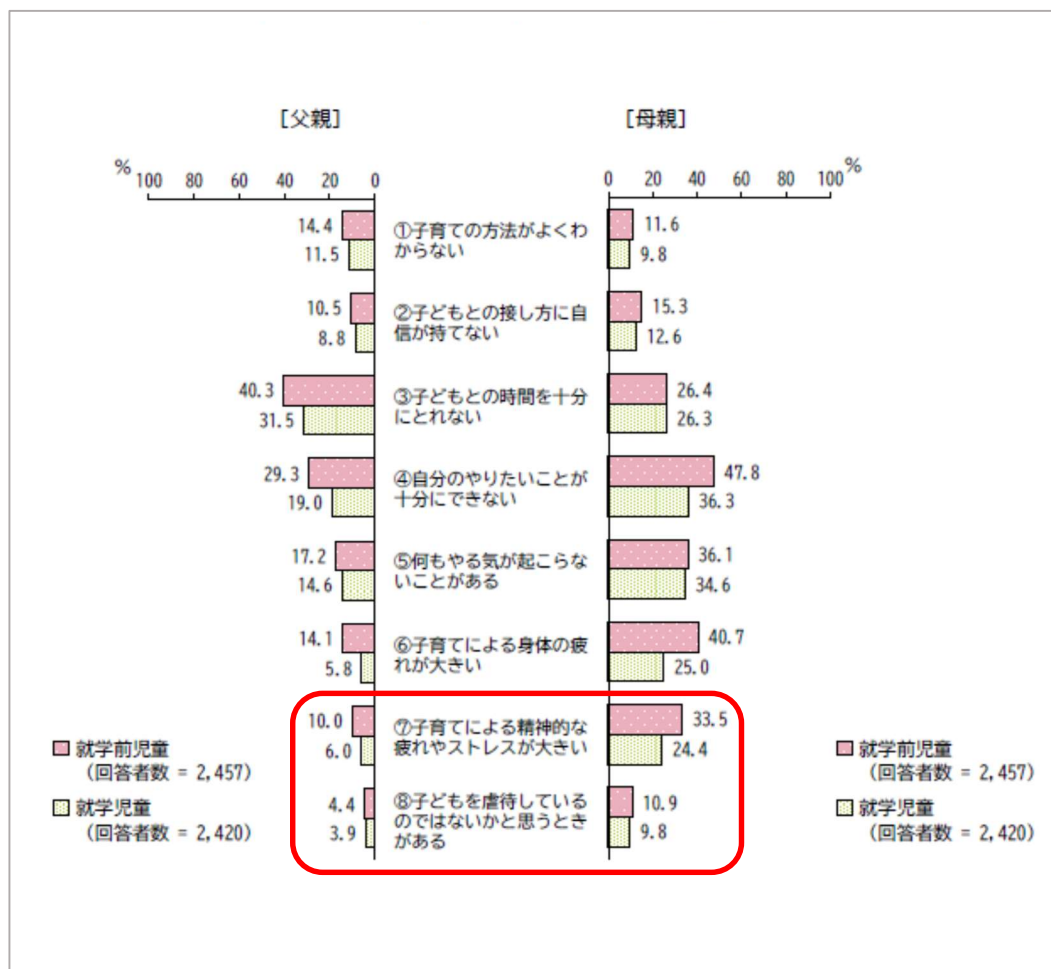 [父親]
[母親]
% 100 80 60 40 20 0
0 20 40 60 80 100 %
14.4
11.5
①子育ての方法がよくわ
からない
11.6
9.8
10.5
8.8
②子どもとの接し方に自
信が持てない
15.3
12.6
40.3
31.5
③子どもとの時間を十分
にとれない
26.4
26.3
29.3
19.0
④自分のやりたいことが
十分にできない
47.8
36.3
17.2
14.6
⑤何もやる気が起こらな
いことがある
36.1
34.6
14.1
5.8
⑥子育てによる身体の疲
れが大きい
40.7
25.0
10.0
6.0
⑦子育てによる精神的な
疲れやストレスが大きい
33.5
24.4
4.4
3.9
⑧子どもを虐待している
のではないかと思うとき
がある
10.9
9.8
就学前児童
(回答者数 = 2,457)
就学児童
(回答者数 = 2,420)
就学前児童
(回答者数 = 2,457)
就学児童
(回答者数 = 2,420)